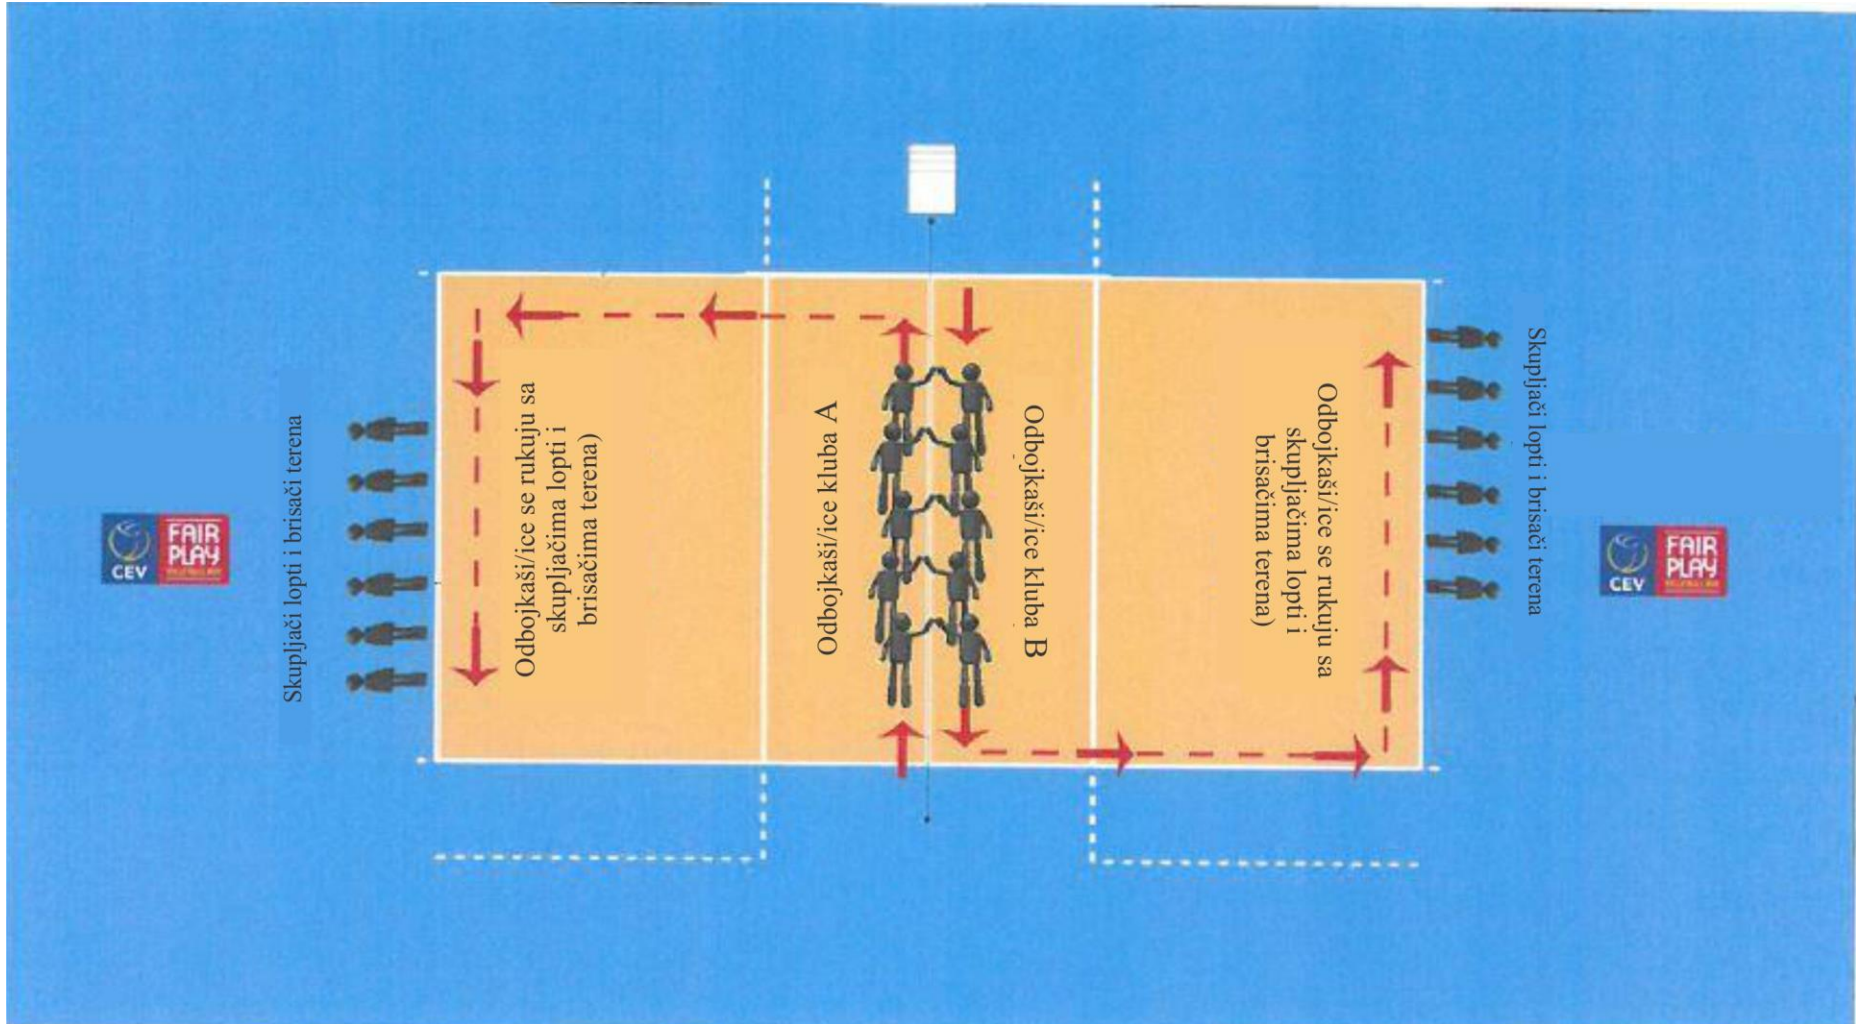 Skupljači lopti i brisači terena
CEV
FAIR
PLAY
Odbojkaši/ice se rukuju sa
skupljačima lopti i
brisačima terena)
Odbojkaši/ice kluba A
Odbojkaši/ice kluba B
Odbojkaši/ice se rukuju sa
skupljačima lopti i
brisačima terena)
Skupljači lopti i brisači terena
CEV
FAIR
PLAY